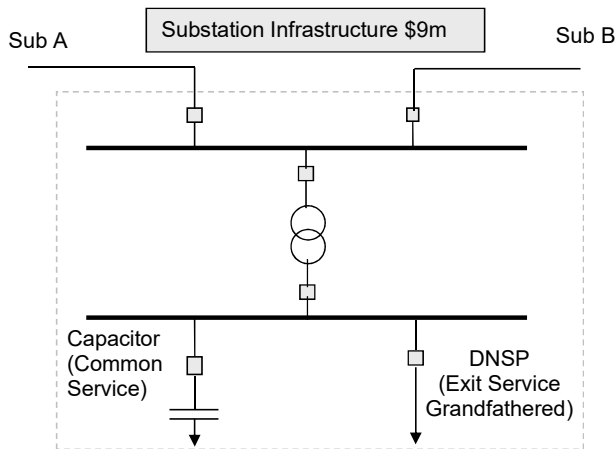 Substation Infrastructure $9m
Sub A
Sub B
Capacitor
(Common
Service)
DNSP
(Exit Service
Grandfathered)